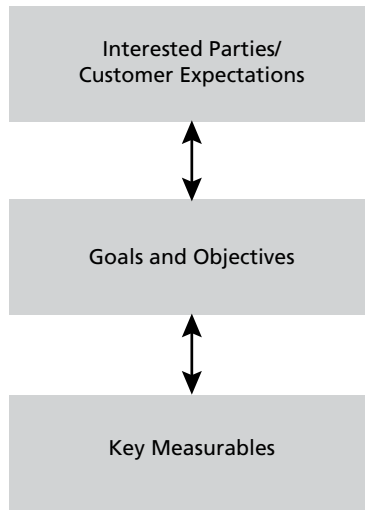 Interested Parties/
Customer Expectations
Goals and Objectives
Key Measurables